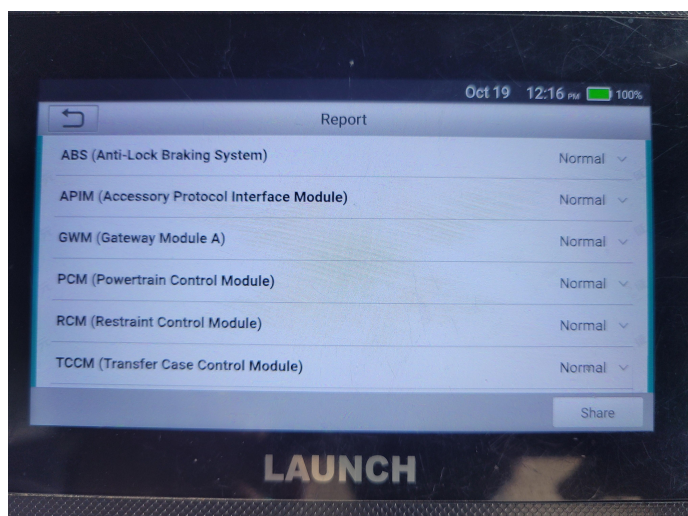 Oct 19 12:16 PM 100%
Report
ABS (Anti-Lock Braking System) Normal
APIM (Accessory Protocol Interface Module) Normal
GWM (Gateway Module A) Normal
PCM (Powertrain Control Module) Normal
RCM (Restraint Control Module) Normal
TCCM (Transfer Case Control Module) Normal
Share
LAUNCH